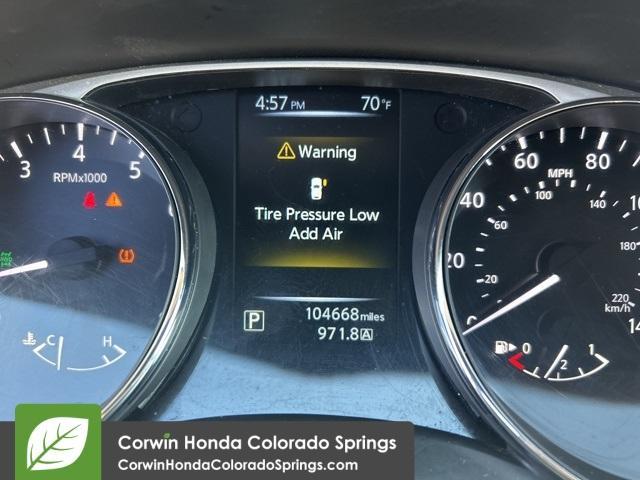 4:57 PM 70°F
Warning
Tire Pressure Low
Add Air
P 104668 miles
971.8 A
3 4 5
RPMx1000
C H
20 40 60 80
MPH
20 60 100 140 180 220
km/h
0 1/2 1
Corwin Honda Colorado Springs
CorwinHondaColoradoSprings.com